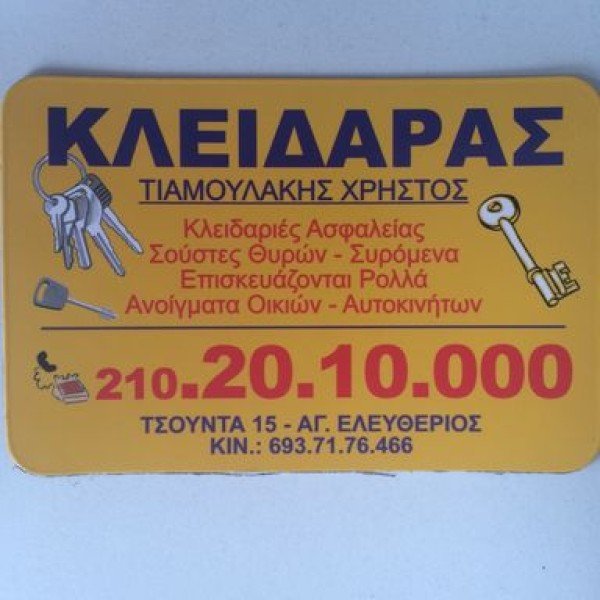 ΚΛΕΙΔΑΡΑΣ
ΤΙΑΜΟΥΛΑΚΗΣ ΧΡΗΣΤΟΣ
Κλειδαριές Ασφαλείας
Σούστες Θυρών - Συρόμενα
Επισκευάζονται Ρολλά
Ανοίγματα Οικιών - Αυτοκινήτων
210.20.10.000
ΤΣΟΥΝΤΑ 15 - ΑΓ. ΕΛΕΥΘΕΡΙΟΣ
ΚΙΝ.: 693.71.76.466